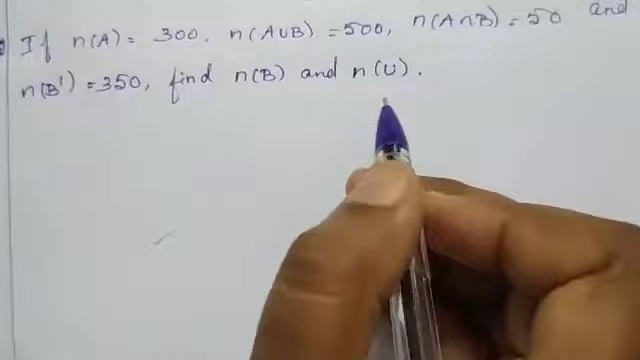 If n(A) = 300, n(A∪B) = 500, n(A∩B) = 50 and
n(B') = 350, find n(B) and n(U).